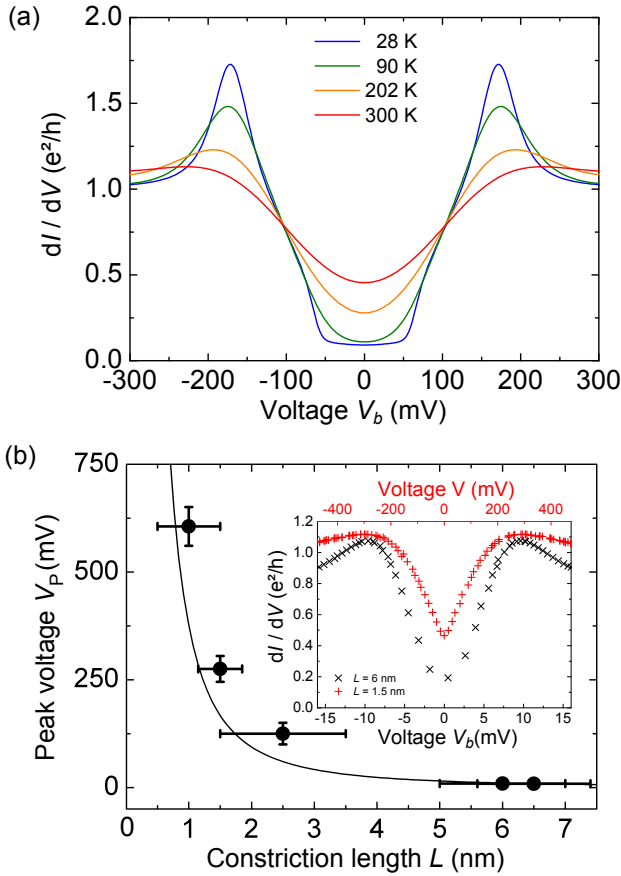 (a)
28 K
90 K
202 K
300 K
dI / dV (e²/h)
2.0
1.5
1.0
0.5
0.0
-300 -200 -100 0 100 200 300
Voltage V_b (mV)
(b)
Peak voltage V_P (mV)
750
500
250
0
Voltage V (mV)
-400 -200 0 200 400
dI / dV (e²/h)
1.2
1.0
0.8
0.6
0.4
0.2
0.0
× L = 6 nm
+ L = 1.5 nm
-15 -10 -5 0 5 10 15
Voltage V_b(mV)
0 1 2 3 4 5 6 7
Constriction length L (nm)